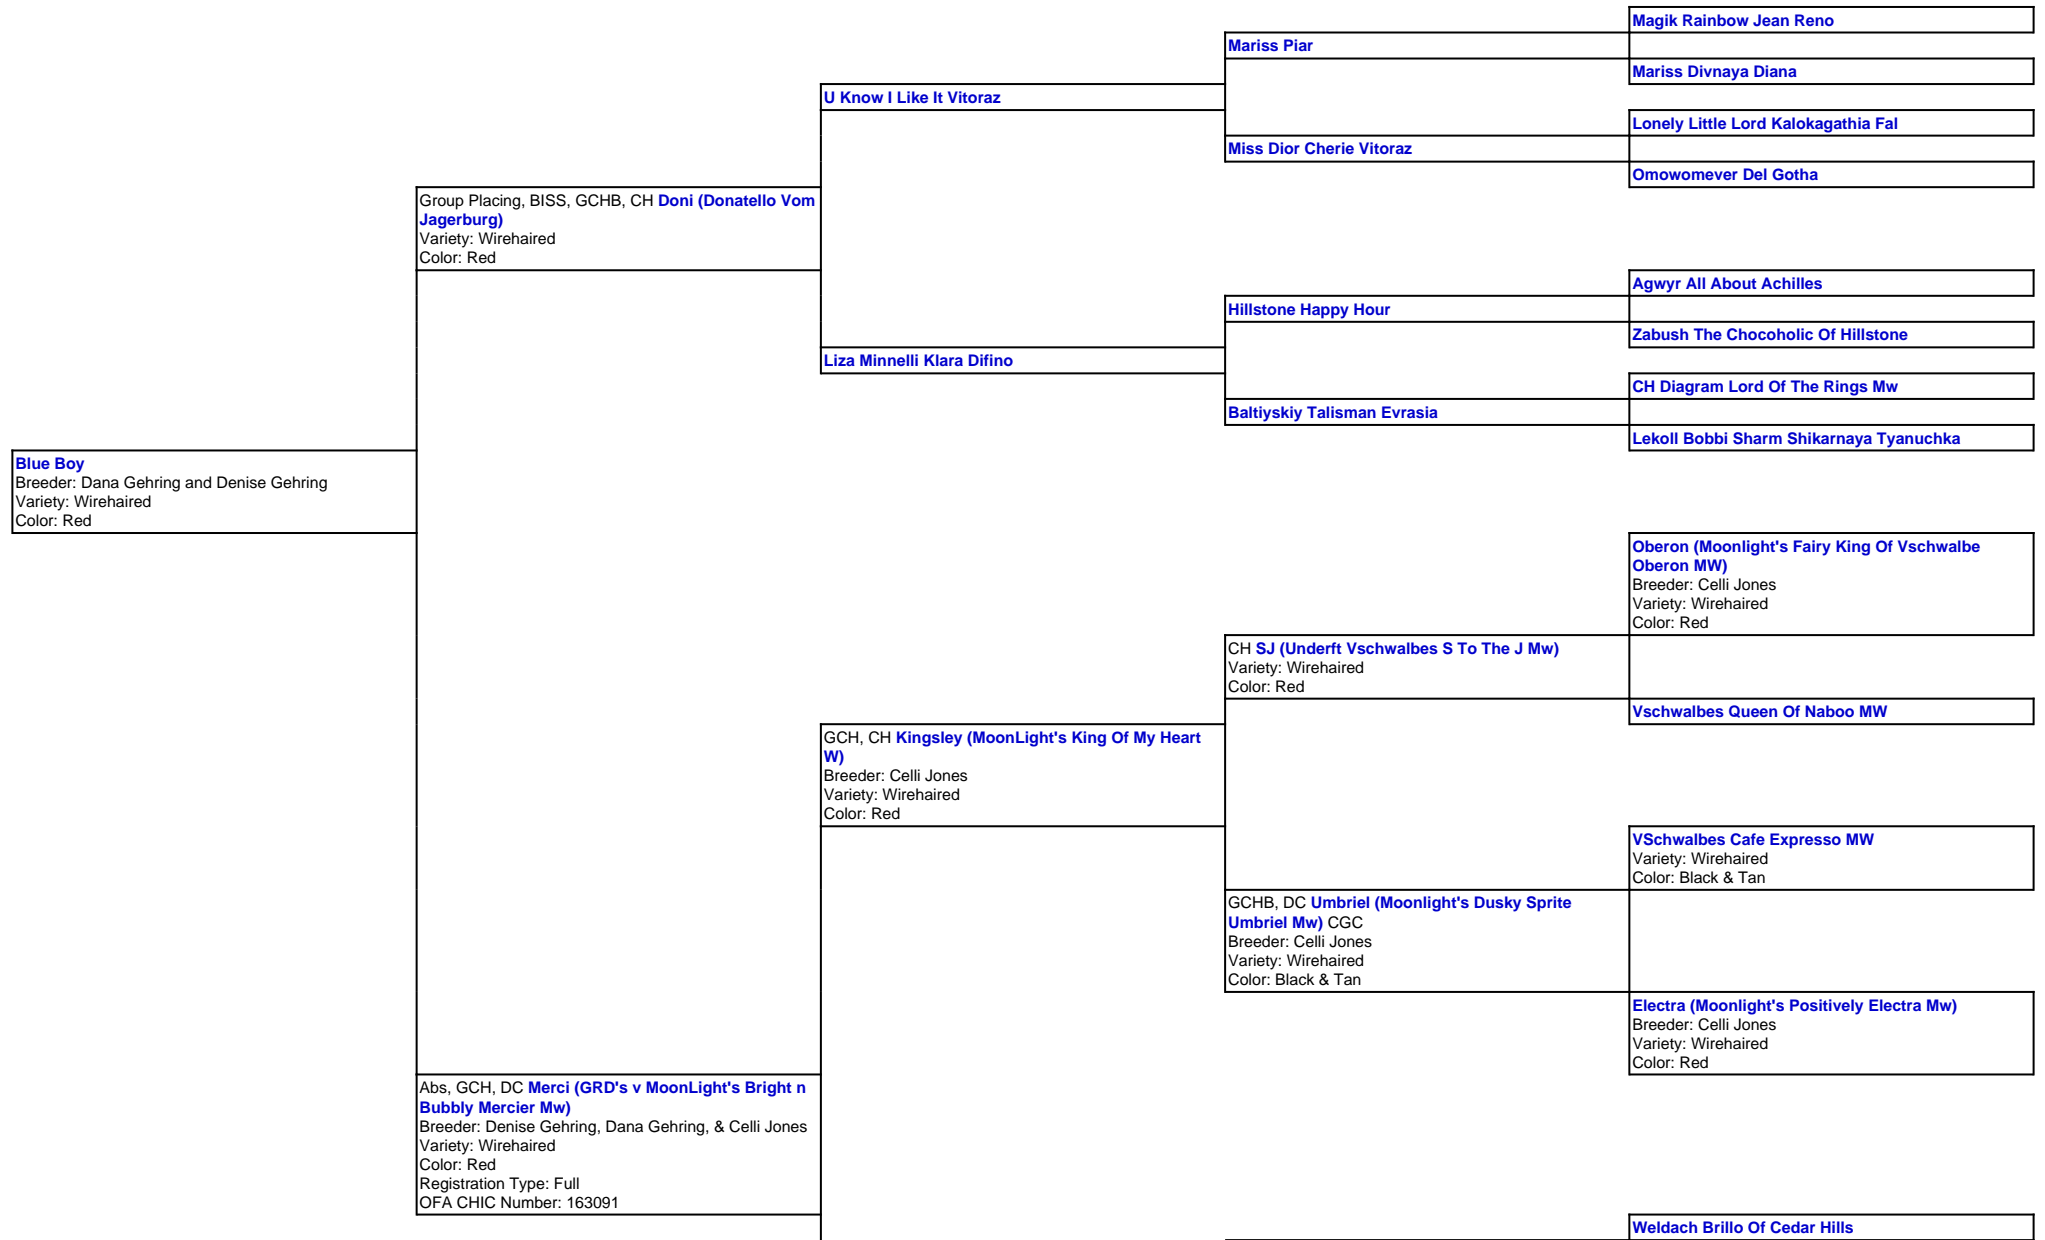 Magik Rainbow Jean Reno
Mariss Piar
Mariss Divnaya Diana
U Know I Like It Vitoraz
Lonely Little Lord Kalokagathia Fal
Miss Dior Cherie Vitoraz
Omowomever Del Gotha
Group Placing, BISS, GCHB, CH Doni (Donatello Vom
Jagerburg)
Variety: Wirehaired
Color: Red
Agwyr All About Achilles
Hillstone Happy Hour
Zabush The Chocoholic Of Hillstone
Liza Minnelli Klara Difino
CH Diagram Lord Of The Rings Mw
Baltiyskiy Talisman Evrasia
Lekoll Bobbi Sharm Shikarnaya Tyanuchka
Blue Boy
Breeder: Dana Gehring and Denise Gehring
Variety: Wirehaired
Color: Red
Oberon (Moonlight's Fairy King Of Vschwalbe
Oberon MW)
Breeder: Celli Jones
Variety: Wirehaired
Color: Red
CH SJ (Underft Vschwalbes S To The J Mw)
Variety: Wirehaired
Color: Red
Vschwalbes Queen Of Naboo MW
GCH, CH Kingsley (MoonLight's King Of My Heart
W)
Breeder: Celli Jones
Variety: Wirehaired
Color: Red
VSchwalbes Cafe Expresso MW
Variety: Wirehaired
Color: Black & Tan
GCHB, DC Umbriel (Moonlight's Dusky Sprite
Umbriel Mw) CGC
Breeder: Celli Jones
Variety: Wirehaired
Color: Black & Tan
Electra (Moonlight's Positively Electra Mw)
Breeder: Celli Jones
Variety: Wirehaired
Color: Red
Abs, GCH, DC Merci (GRD's v MoonLight's Bright n
Bubbly Mercier Mw)
Breeder: Denise Gehring, Dana Gehring, & Celli Jones
Variety: Wirehaired
Color: Red
Registration Type: Full
OFA CHIC Number: 163091
Weldach Brillo Of Cedar Hills